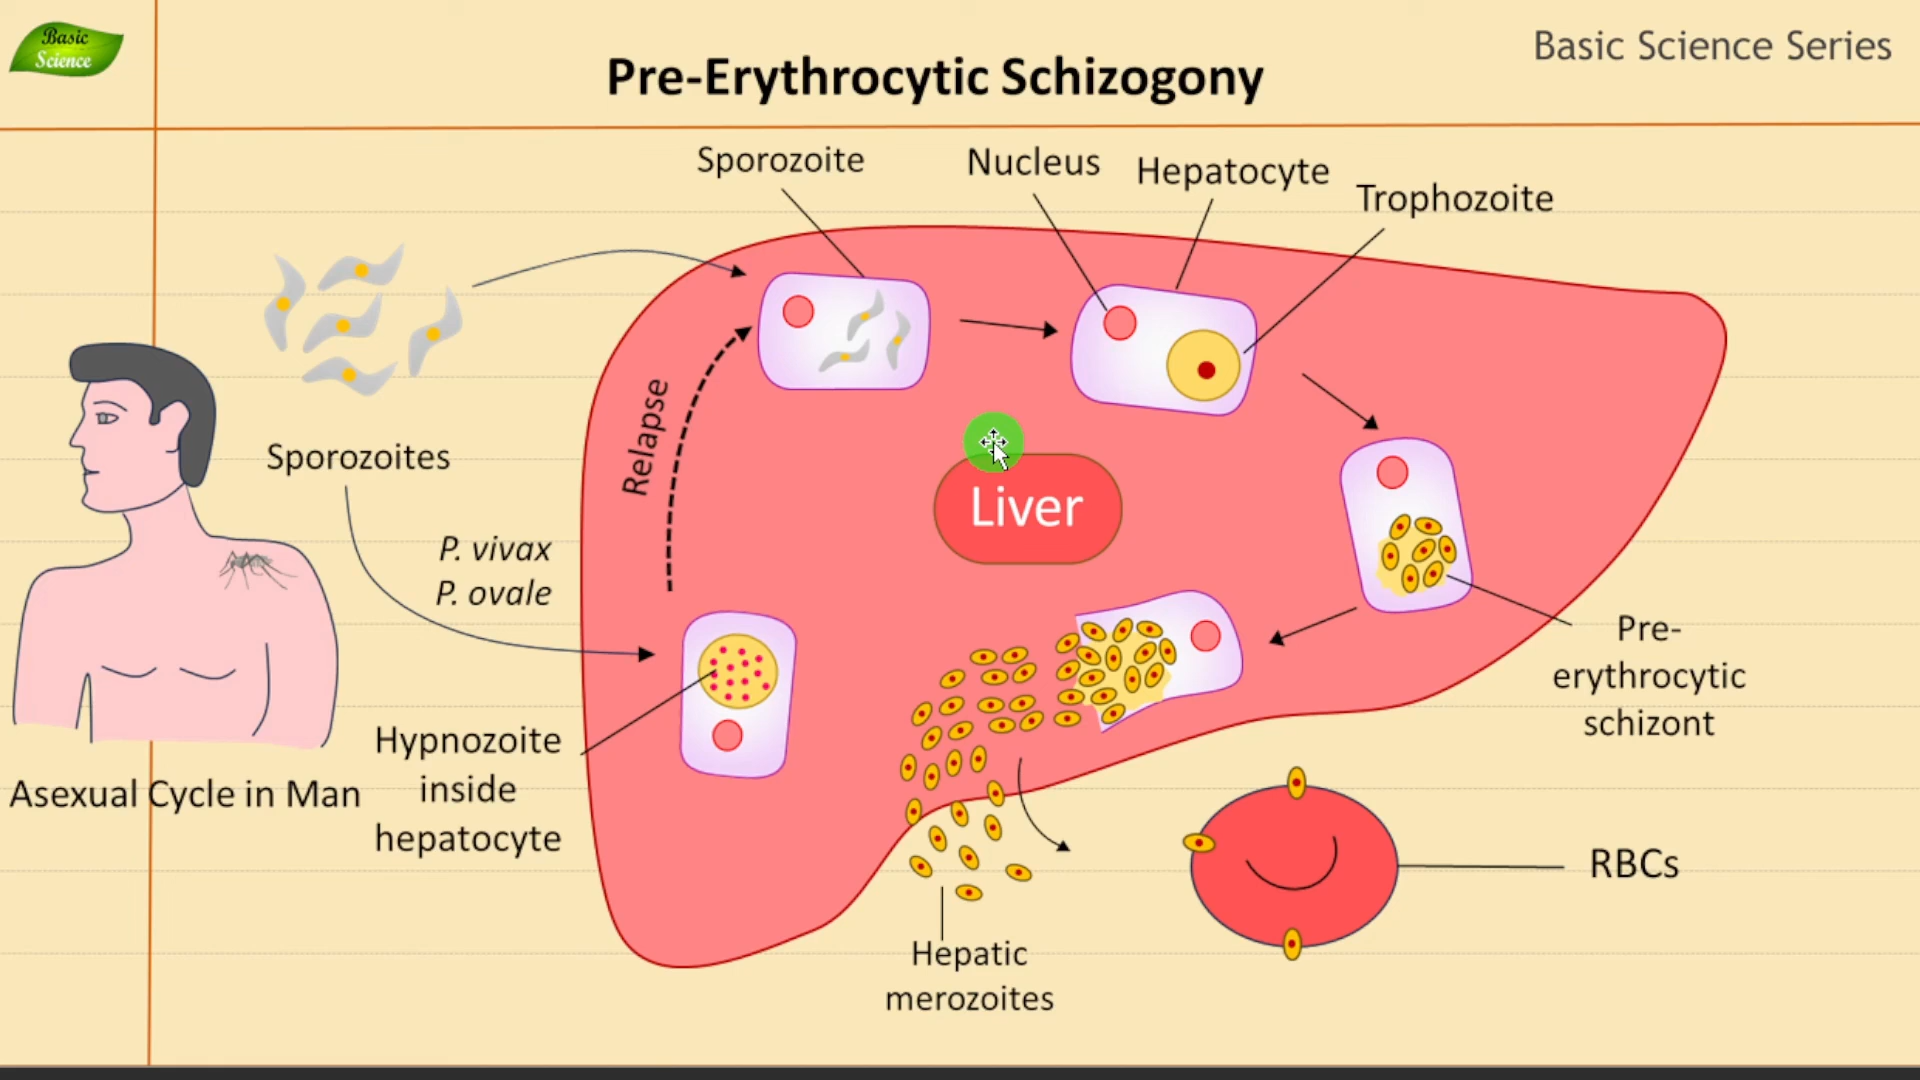 Basic
Science
Pre-Erythrocytic Schizogony
Basic Science Series
Sporozoite
Nucleus
Hepatocyte
Trophozoite
Sporozoites
Relapse
P. vivax
P. ovale
Liver
Pre-
erythrocytic
schizont
Hypnozoite
inside
hepatocyte
Asexual Cycle in Man
RBCs
Hepatic
merozoites